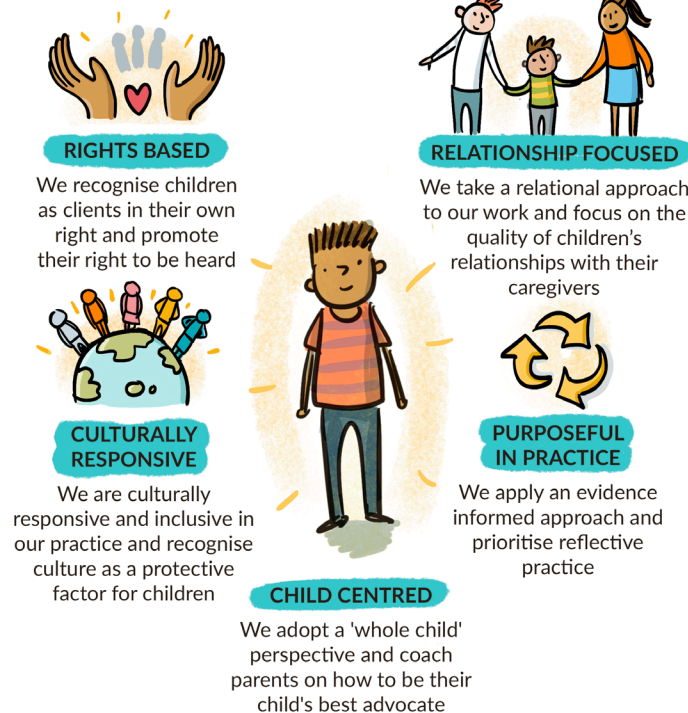 RIGHTS BASED
We recognise children
as clients in their own
right and promote
their right to be heard
RELATIONSHIP FOCUSED
We take a relational approach
to our work and focus on the
quality of children’s
relationships with their
caregivers
CULTURALLY
RESPONSIVE
We are culturally
responsive and inclusive in
our practice and recognise
culture as a protective
factor for children
PURPOSEFUL
IN PRACTICE
We apply an evidence
informed approach and
prioritise reflective
practice
CHILD CENTRED
We adopt a 'whole child'
perspective and coach
parents on how to be their
child's best advocate